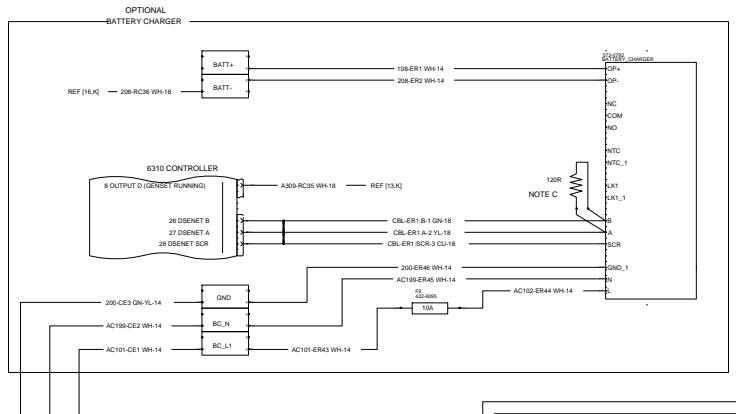 OPTIONAL
BATTERY CHARGER
BATT+
BATT-
REF [16,K] 208-RC36 WH-18
108-ER1 WH-14
208-ER2 WH-14
BATTERY_CHARGER
OP+
OP-
NC
COM
NO
NTC
NTC_1
LK1
LK1_1
B
A
SCR
GND_1
N
L
120R
NOTE C
6310 CONTROLLER
8 OUTPUT D (GENSET RUNNING)
A309-RC35 WH-18 REF [13,K]
26 DSENET B
27 DSENET A
28 DSENET SCR
CBL-ER1:B-1 GN-18
CBL-ER1:A-2 YL-18
CBL-ER1:SCR-3 CU-18
200-ER46 WH-14
AC199-ER45 WH-14
F9
422-6095
10A
AC102-ER44 WH-14
200-CE3 GN-YL-14
GND
AC199-CE2 WH-14
BC_N
AC101-CE1 WH-14
BC_L1
AC101-ER43 WH-14